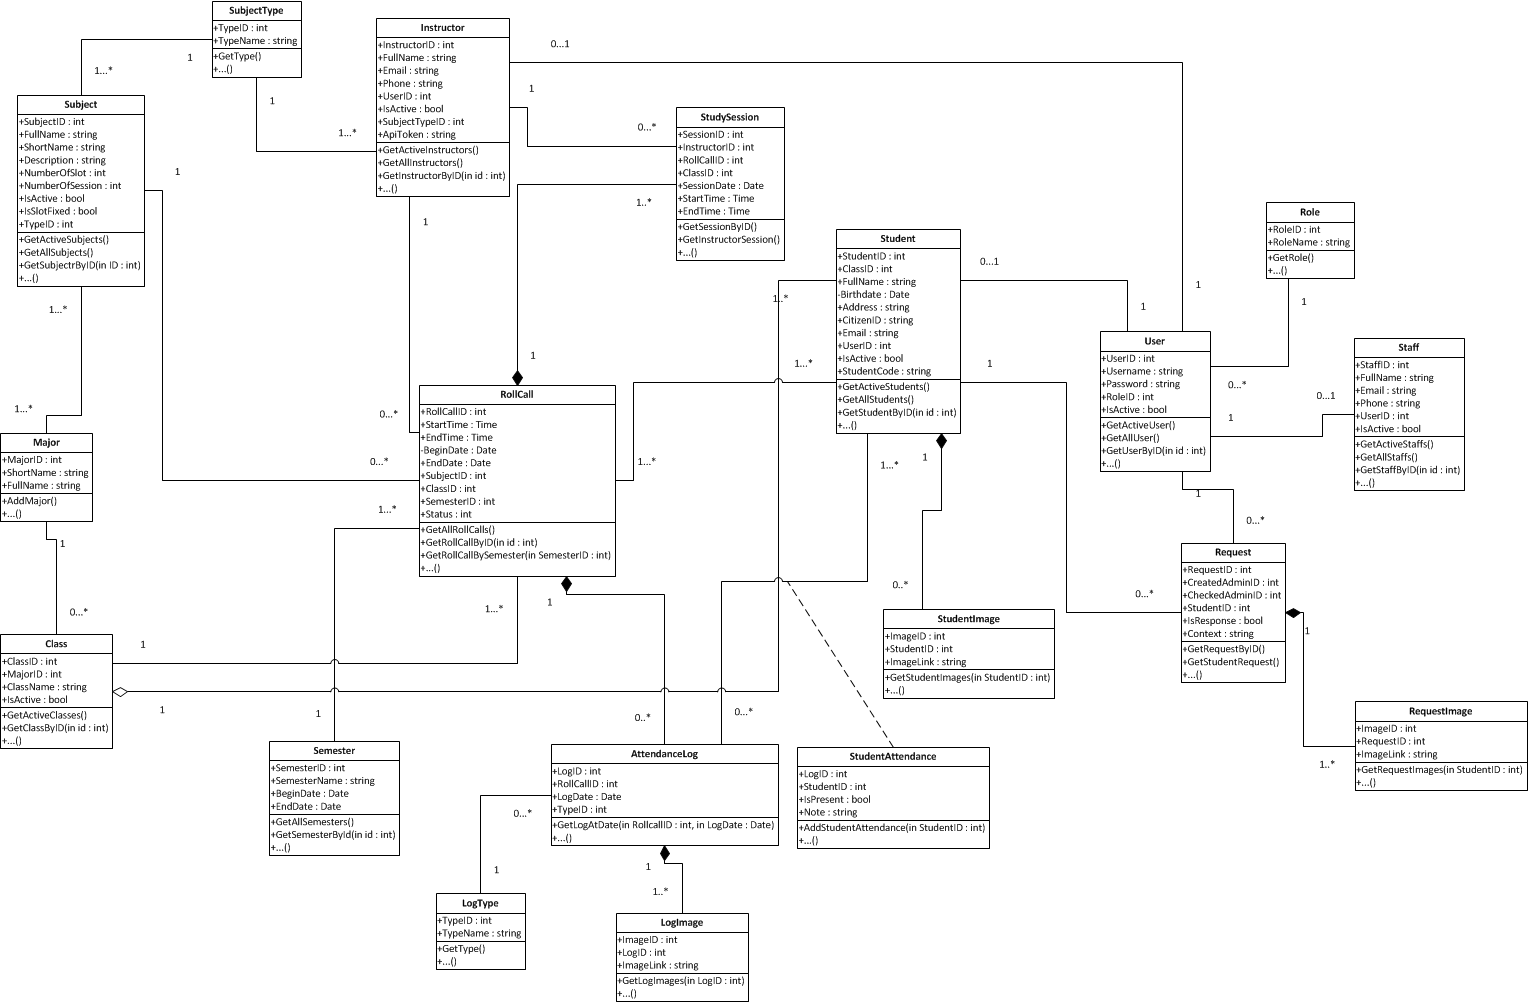 SubjectType
+TypeID : int
+TypeName : string
+GetType()
+...()
Instructor
+InstructorID : int
+FullName : string
+Email : string
+Phone : string
+UserID : int
+IsActive : bool
+SubjectTypeID : int
+ApiToken : string
+GetActiveInstructors()
+GetAllInstructors()
+GetInstructorByID(in id : int)
+...()
0...1
1
1...*
1
1
1...*
0...*
Subject
+SubjectID : int
+FullName : string
+ShortName : string
+Description : string
+NumberOfSlot : int
+NumberOfSession : int
+IsActive : bool
+IsSlotFixed : bool
+TypeID : int
+GetActiveSubjects()
+GetAllSubjects()
+GetSubjectrByID(in ID : int)
+...()
1
StudySession
+SessionID : int
+InstructorID : int
+RollCallID : int
+ClassID : int
+SessionDate : Date
+StartTime : Time
+EndTime : Time
+GetSessionByID()
+GetInstructorSession()
+...()
1
1..*
Role
+RoleID : int
+RoleName : string
+GetRole()
+...()
Student
+StudentID : int
+ClassID : int
+FullName : string
-Birthdate : Date
+Address : string
+CitizenID : string
+Email : string
+UserID : int
+IsActive : bool
+StudentCode : string
+GetActiveStudents()
+GetAllStudents()
+GetStudentByID(in id : int)
+...()
0...1
1
1
1
1..*
1...*
1...*
1
1...*
1
User
+UserID : int
+Username : string
+Password : string
+RoleID : int
+IsActive : bool
+GetActiveUser()
+GetAllUser()
+GetUserByID(in id : int)
+...()
0...*
1
0...1
Staff
+StaffID : int
+FullName : string
+Email : string
+Phone : string
+UserID : int
+IsActive : bool
+GetActiveStaffs()
+GetAllStaffs()
+GetStaffByID(in id : int)
+...()
RollCall
+RollCallID : int
+StartTime : Time
+EndTime : Time
-BeginDate : Date
+EndDate : Date
+SubjectID : int
+ClassID : int
+SemesterID : int
+Status : int
+GetAllRollCalls()
+GetRollCallByID(in id : int)
+GetRollCallBySemester(in SemesterID : int)
+...()
0...*
0...*
1...*
1...*
1...*
1
Major
+MajorID : int
+ShortName : string
+FullName : string
+AddMajor()
+...()
1
0...*
1
0...*
1...*
1
0..*
0...*
Request
+RequestID : int
+CreatedAdminID : int
+CheckedAdminID : int
+StudentID : int
+IsResponse : bool
+Context : string
+GetRequestByID()
+GetStudentRequest()
+...()
1
StudentImage
+ImageID : int
+StudentID : int
+ImageLink : string
+GetStudentImages(in StudentID : int)
+...()
Class
+ClassID : int
+MajorID : int
+ClassName : string
+IsActive : bool
+GetActiveClasses()
+GetClassByID(in id : int)
+...()
1
1
1
0..*
0...*
RequestImage
+ImageID : int
+RequestID : int
+ImageLink : string
+GetRequestImages(in StudentID : int)
+...()
1..*
Semester
+SemesterID : int
+SemesterName : string
+BeginDate : Date
+EndDate : Date
+GetAllSemesters()
+GetSemesterById(in id : int)
+...()
AttendanceLog
+LogID : int
+RollCallID : int
+LogDate : Date
+TypeID : int
+GetLogAtDate(in RollcallID : int, in LogDate : Date)
+...()
StudentAttendance
+LogID : int
+StudentID : int
+IsPresent : bool
+Note : string
+AddStudentAttendance(in StudentID : int)
+...()
0...*
1
1
1..*
LogType
+TypeID : int
+TypeName : string
+GetType()
+...()
LogImage
+ImageID : int
+LogID : int
+ImageLink : string
+GetLogImages(in LogID : int)
+...()